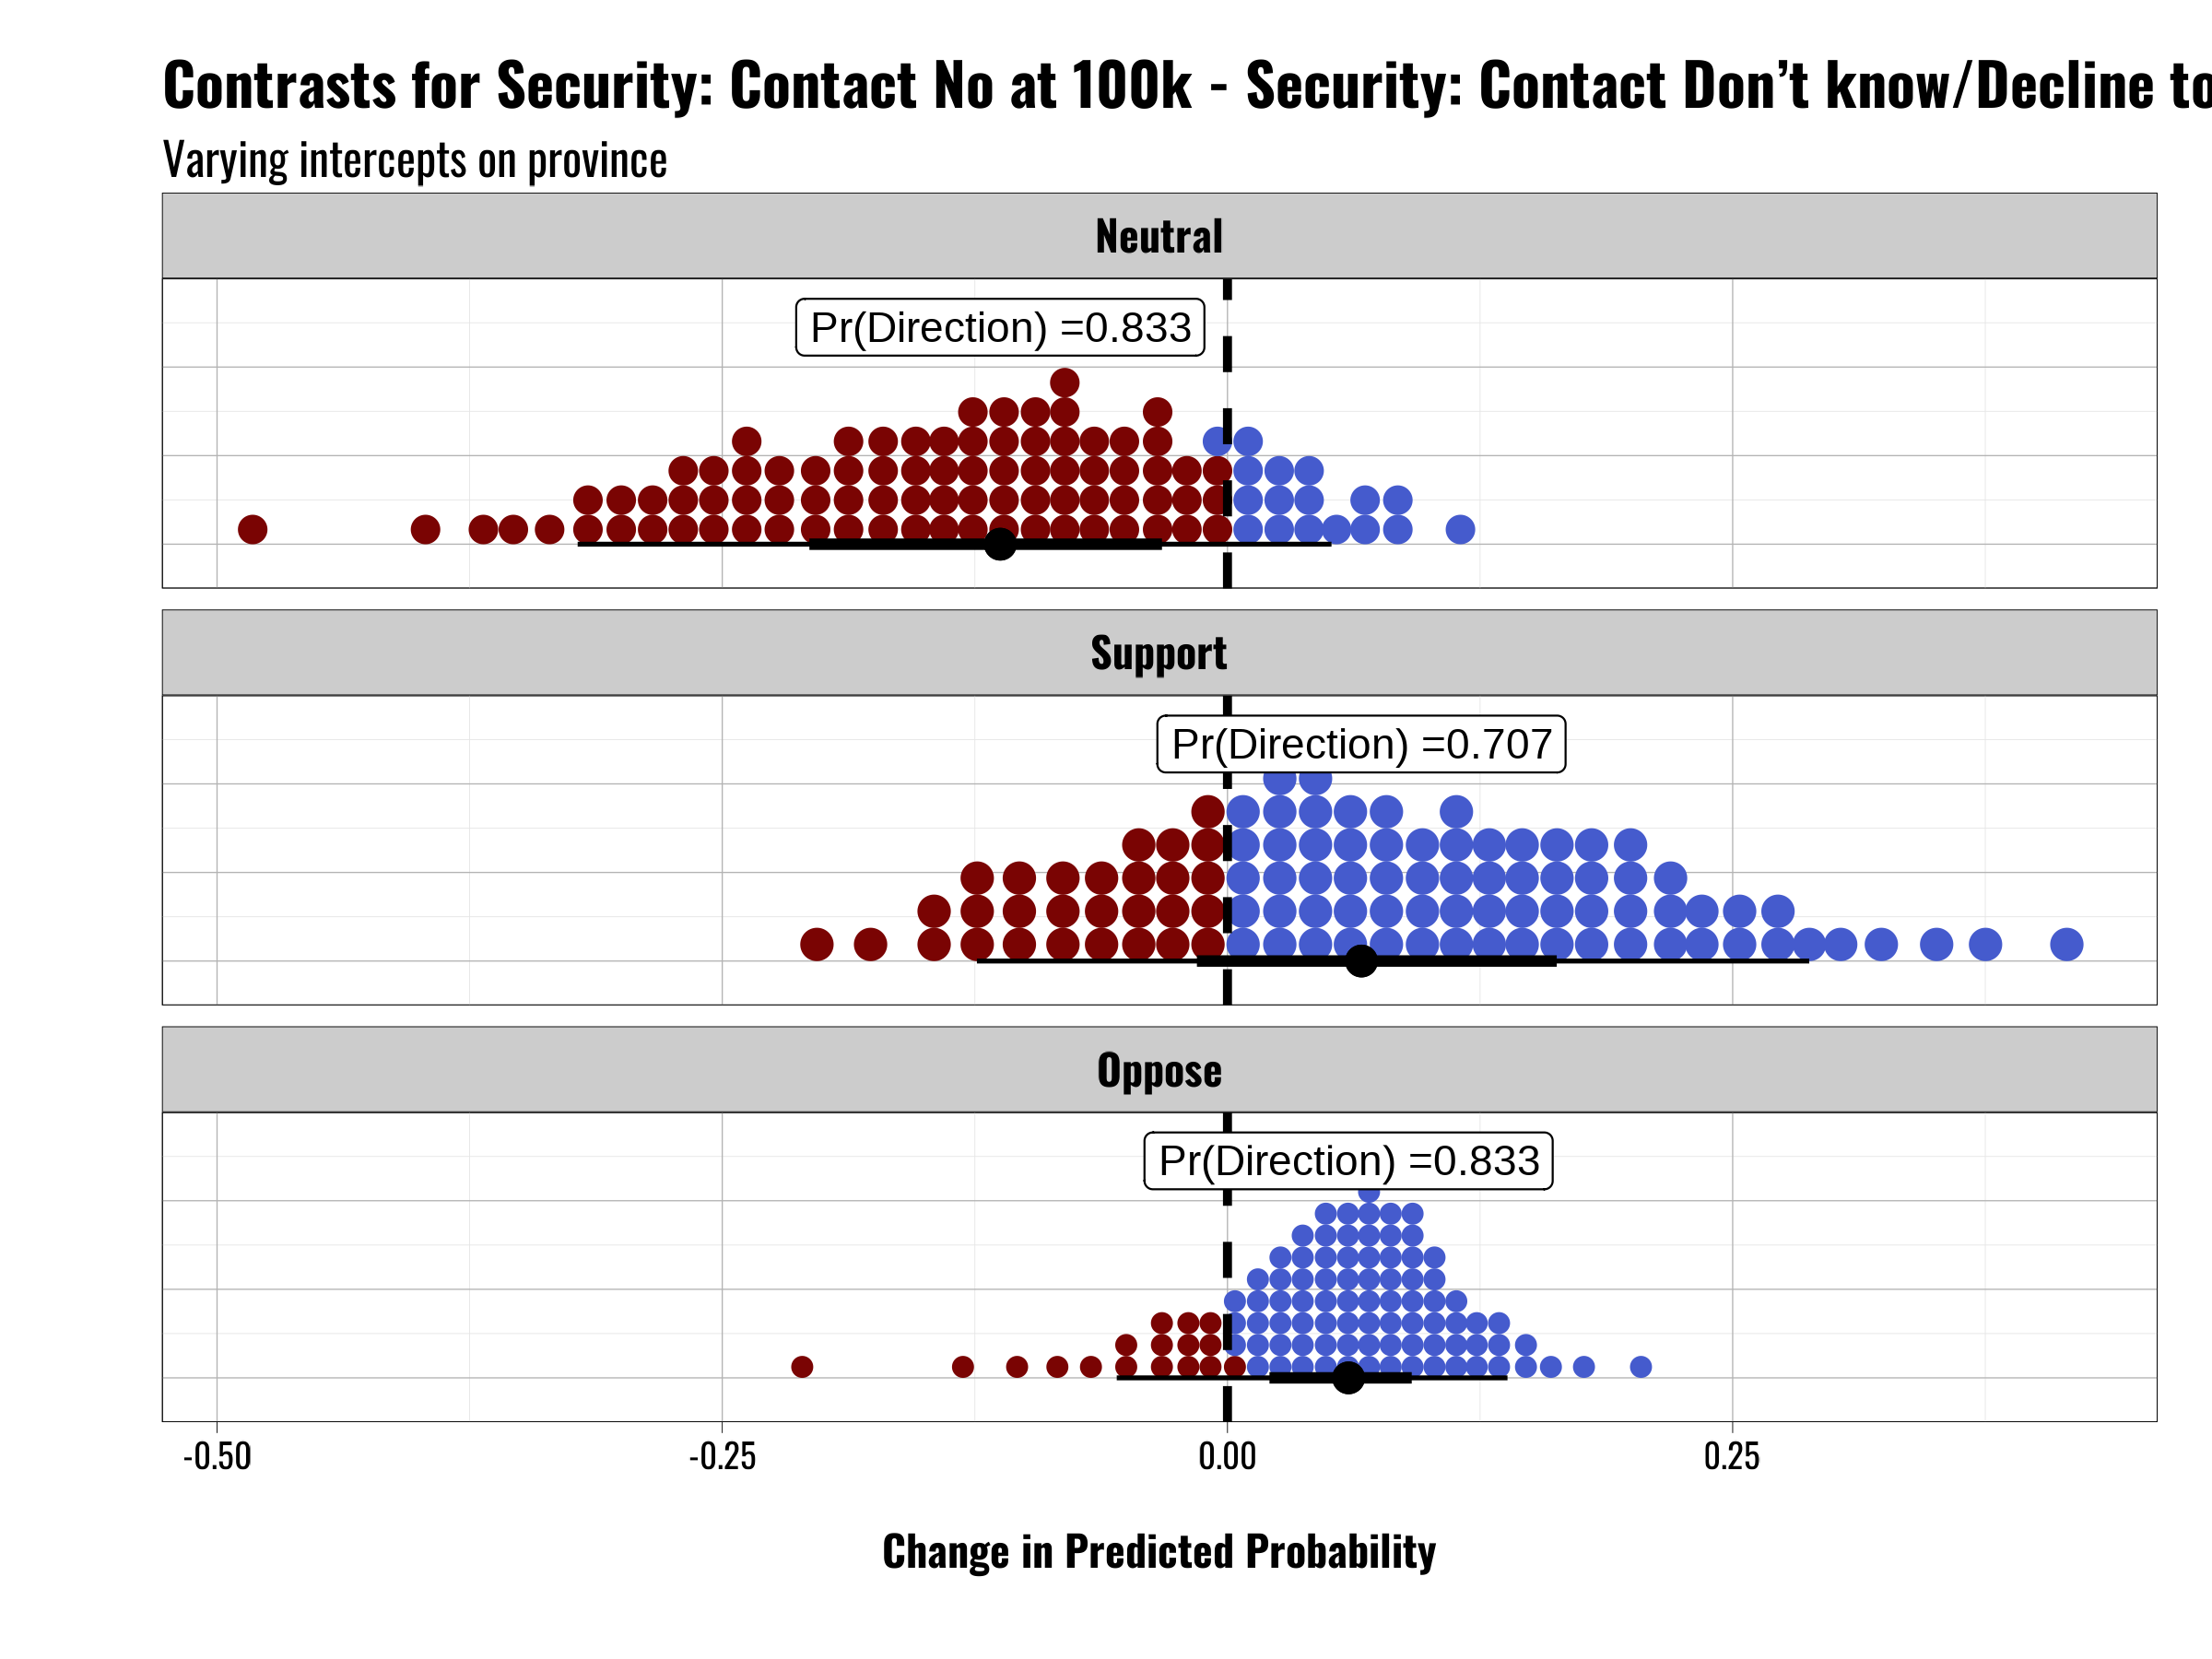 Contrasts for Security: Contact No at 100k - Security: Contact Don’t know/Decline to
Varying intercepts on province
Neutral
Pr(Direction) =0.833
Support
Pr(Direction) =0.707
Oppose
Pr(Direction) =0.833
-0.50 -0.25 0.00 0.25
Change in Predicted Probability